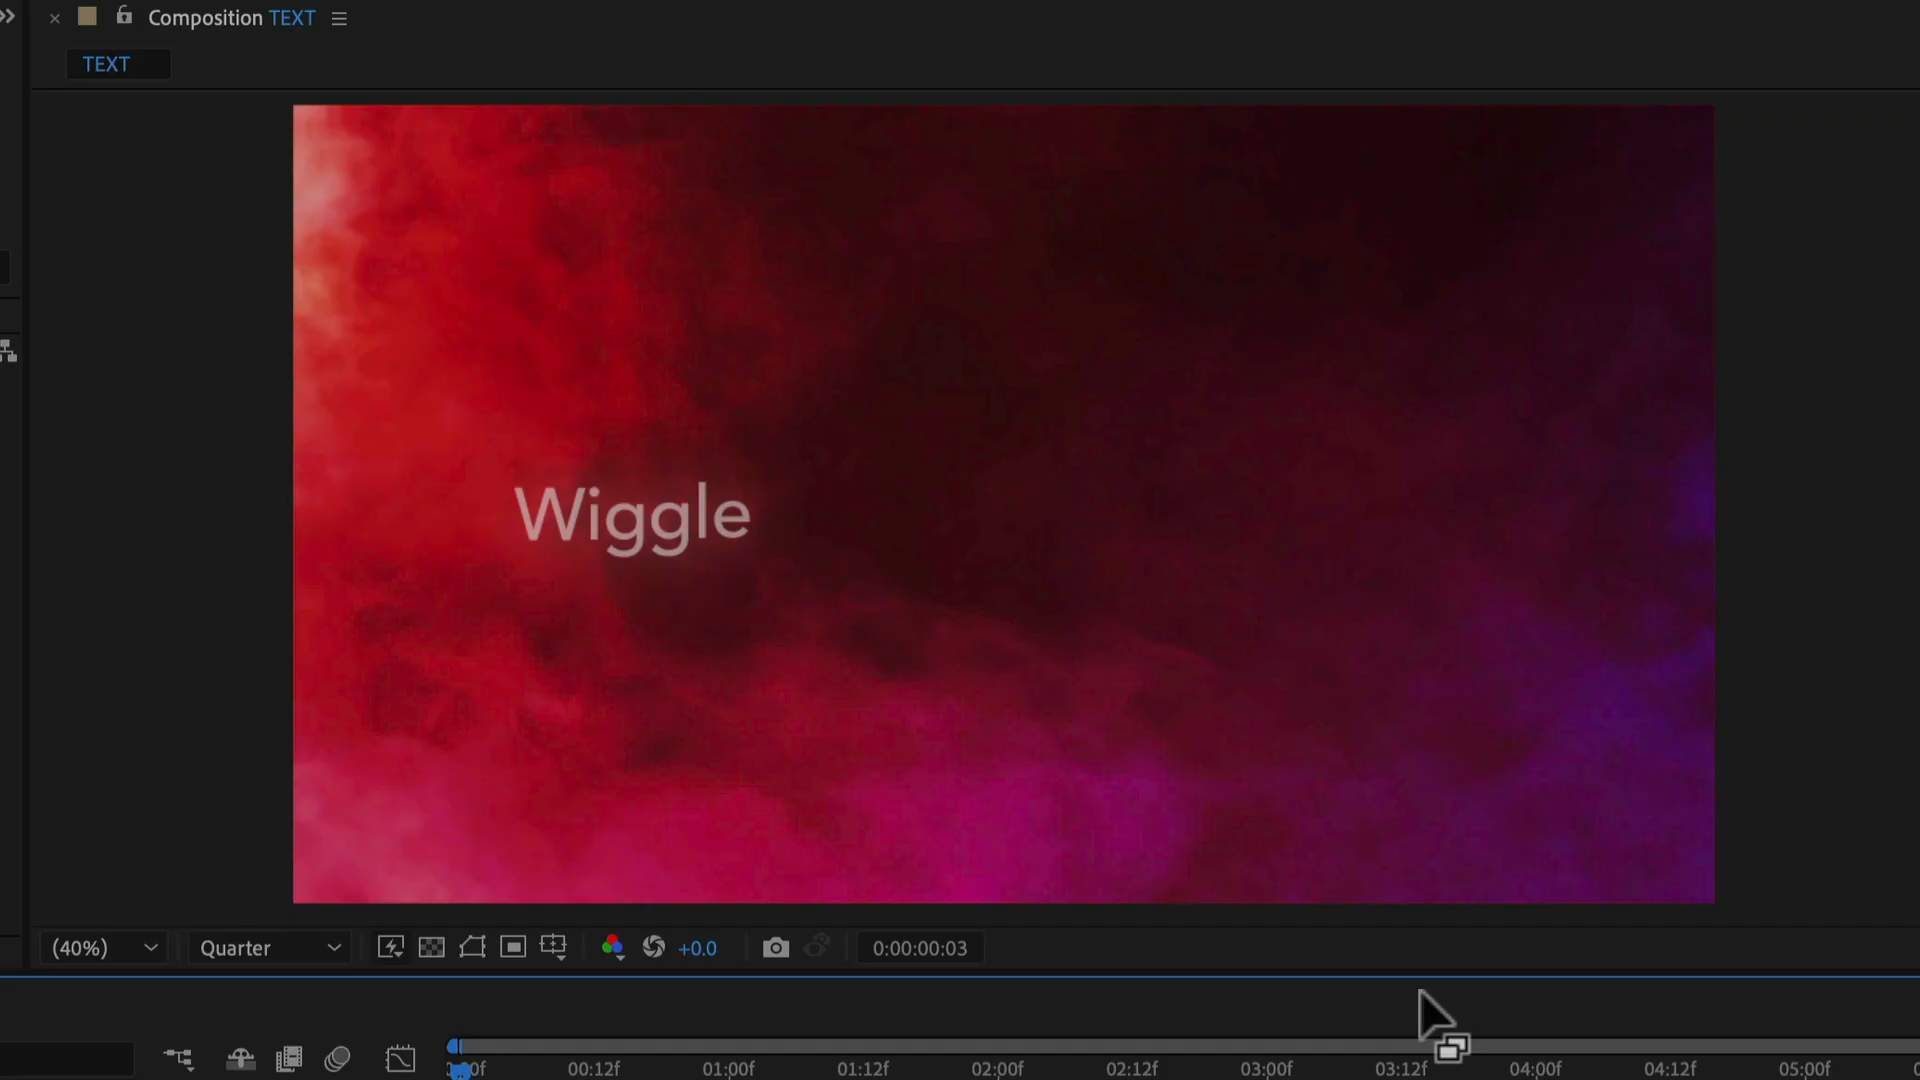 Composition TEXT
TEXT
Wiggle
(40%)
Quarter
+0.0
0:00:00:03
00:12f
01:00f
01:12f
02:00f
02:12f
03:00f
03:12f
04:00f
04:12f
05:00f